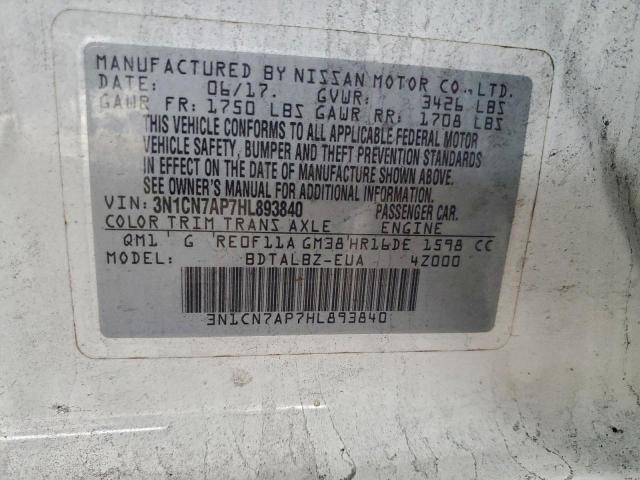 MANUFACTURED BY NISSAN MOTOR CO., LTD.
DATE: 06/17. GVWR: 3426 LBS
GAWR FR: 1750 LBS GAWR RR: 1708 LBS
THIS VEHICLE CONFORMS TO ALL APPLICABLE FEDERAL MOTOR
VEHICLE SAFETY, BUMPER AND THEFT PREVENTION STANDARDS
IN EFFECT ON THE DATE OF MANUFACTURE SHOWN ABOVE.
SEE OWNER'S MANUAL FOR ADDITIONAL INFORMATION.
VIN: 3N1CN7AP7HL893840 PASSENGER CAR.
COLOR TRIM TRANS AXLE ENGINE
QM1 G RE0F11A GM38 HR16DE 1598 CC
MODEL: BDTALBZ-EUA 4Z000
3N1CN7AP7HL893840